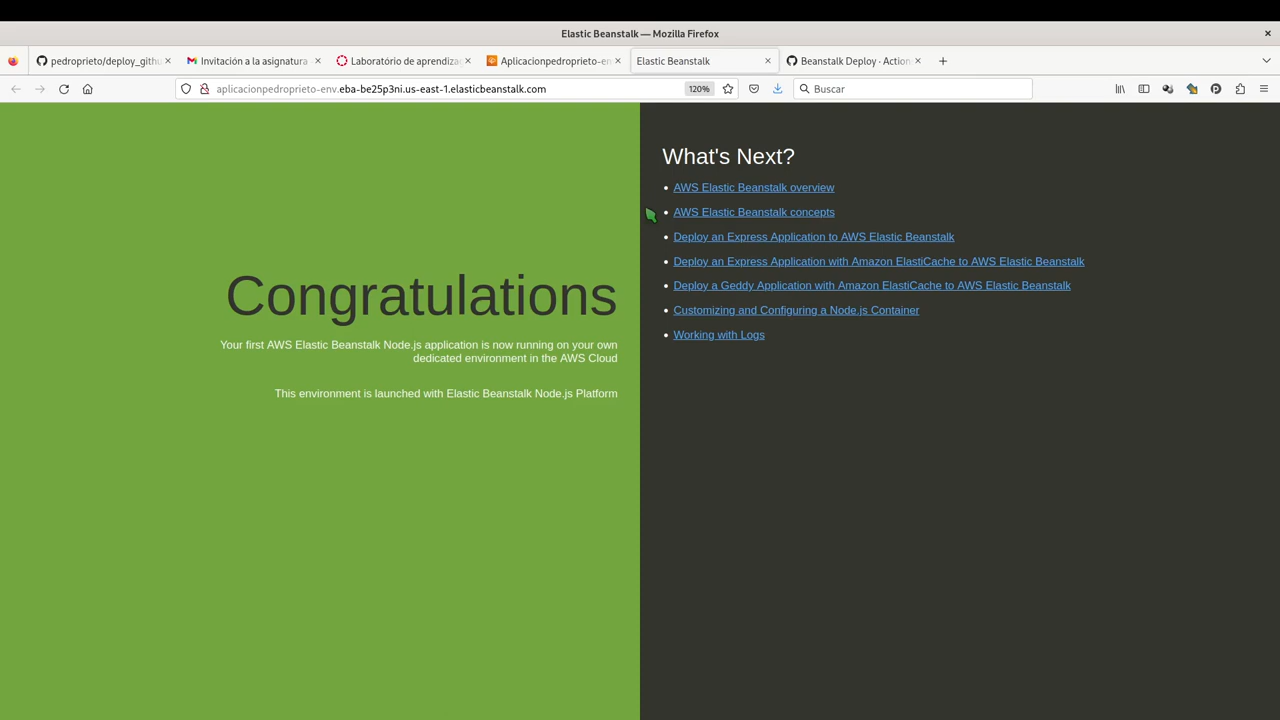 Elastic Beanstalk — Mozilla Firefox
pedroprieto/deploy_githu
Invitación a la asignatura
Laboratório de aprendiza
Aplicacionpedroprieto-en
Elastic Beanstalk
Beanstalk Deploy · Action
aplicacionpedroprieto-env.eba-be25p3ni.us-east-1.elasticbeanstalk.com
120%
Buscar
Congratulations
Your first AWS Elastic Beanstalk Node.js application is now running on your own
dedicated environment in the AWS Cloud
This environment is launched with Elastic Beanstalk Node.js Platform
What's Next?
AWS Elastic Beanstalk overview
AWS Elastic Beanstalk concepts
Deploy an Express Application to AWS Elastic Beanstalk
Deploy an Express Application with Amazon ElastiCache to AWS Elastic Beanstalk
Deploy a Geddy Application with Amazon ElastiCache to AWS Elastic Beanstalk
Customizing and Configuring a Node.js Container
Working with Logs